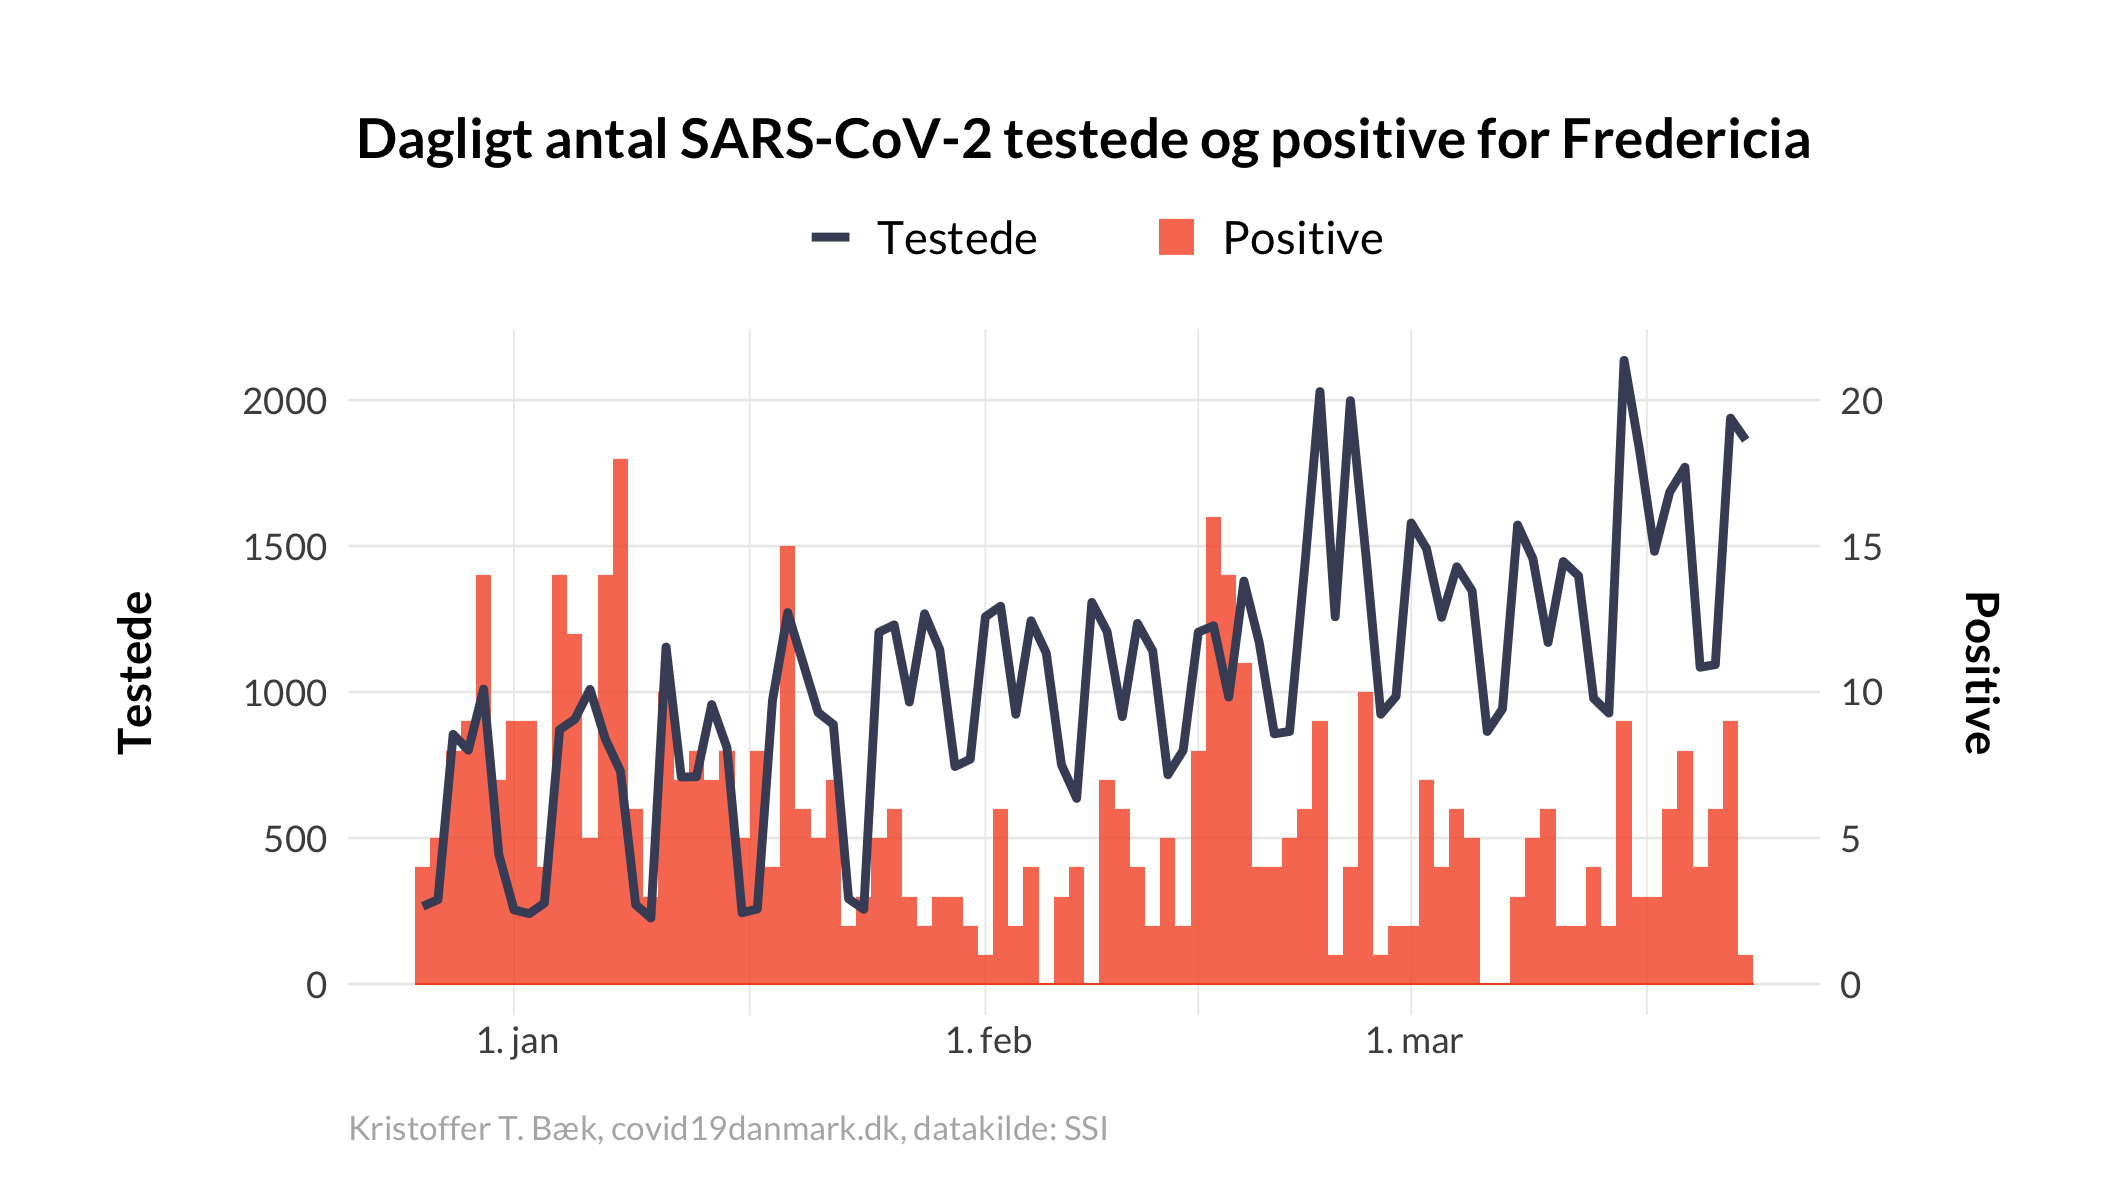 Dagligt antal SARS-CoV-2 testede og positive for Fredericia
Testede
Positive
2000
1500
1000
500
0
Testede
20
15
10
5
0
Positive
1. jan
1. feb
1. mar
Kristoffer T. Bæk, covid19danmark.dk, datakilde: SSI